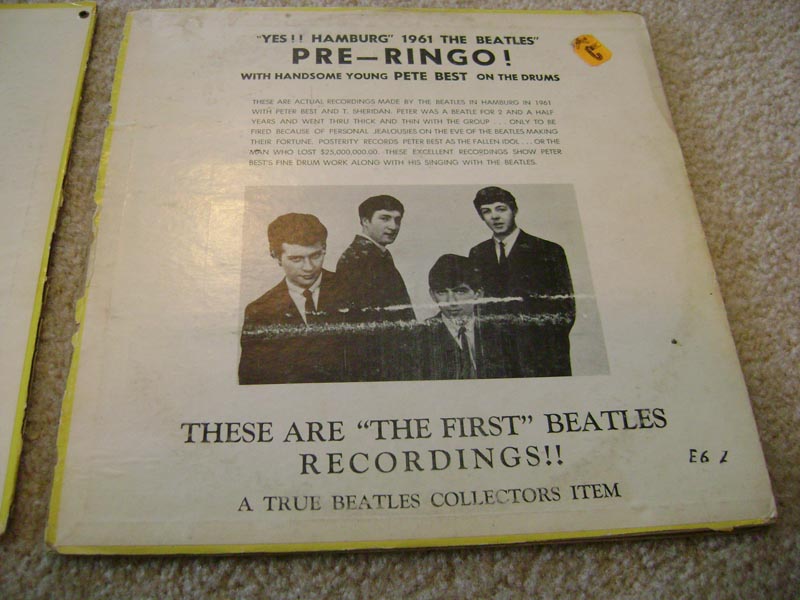 "YES!! HAMBURG" 1961 THE BEATLES"
PRE—RINGO!
WITH HANDSOME YOUNG PETE BEST ON THE DRUMS
THESE ARE ACTUAL RECORDINGS MADE BY THE BEATLES IN HAMBURG IN 1961
WITH PETER BEST AND T. SHERIDAN. PETER WAS A BEATLE FOR 2 AND A HALF
YEARS AND WENT THRU THICK AND THIN WITH THE GROUP . . . ONLY TO BE
FIRED BECAUSE OF PERSONAL JEALOUSIES ON THE EVE OF THE BEATLES MAKING
THEIR FORTUNE. POSTERITY RECORDS PETER BEST AS THE FALLEN IDOL . . . OR THE
MAN WHO LOST $25,000,000.00. THESE EXCELLENT RECORDINGS SHOW PETER
BEST'S FINE DRUM WORK ALONG WITH HIS SINGING WITH THE BEATLES.
THESE ARE "THE FIRST" BEATLES
RECORDINGS!!
E6
A TRUE BEATLES COLLECTORS ITEM